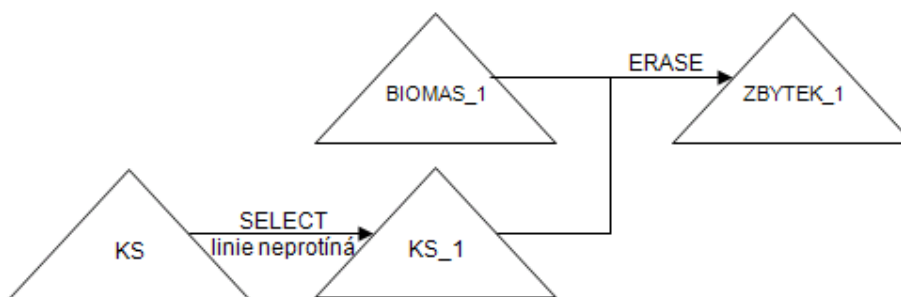 ERASE
BIOMAS_1
ZBYTEK_1
SELECT
KS
linie neprotíná
KS_1